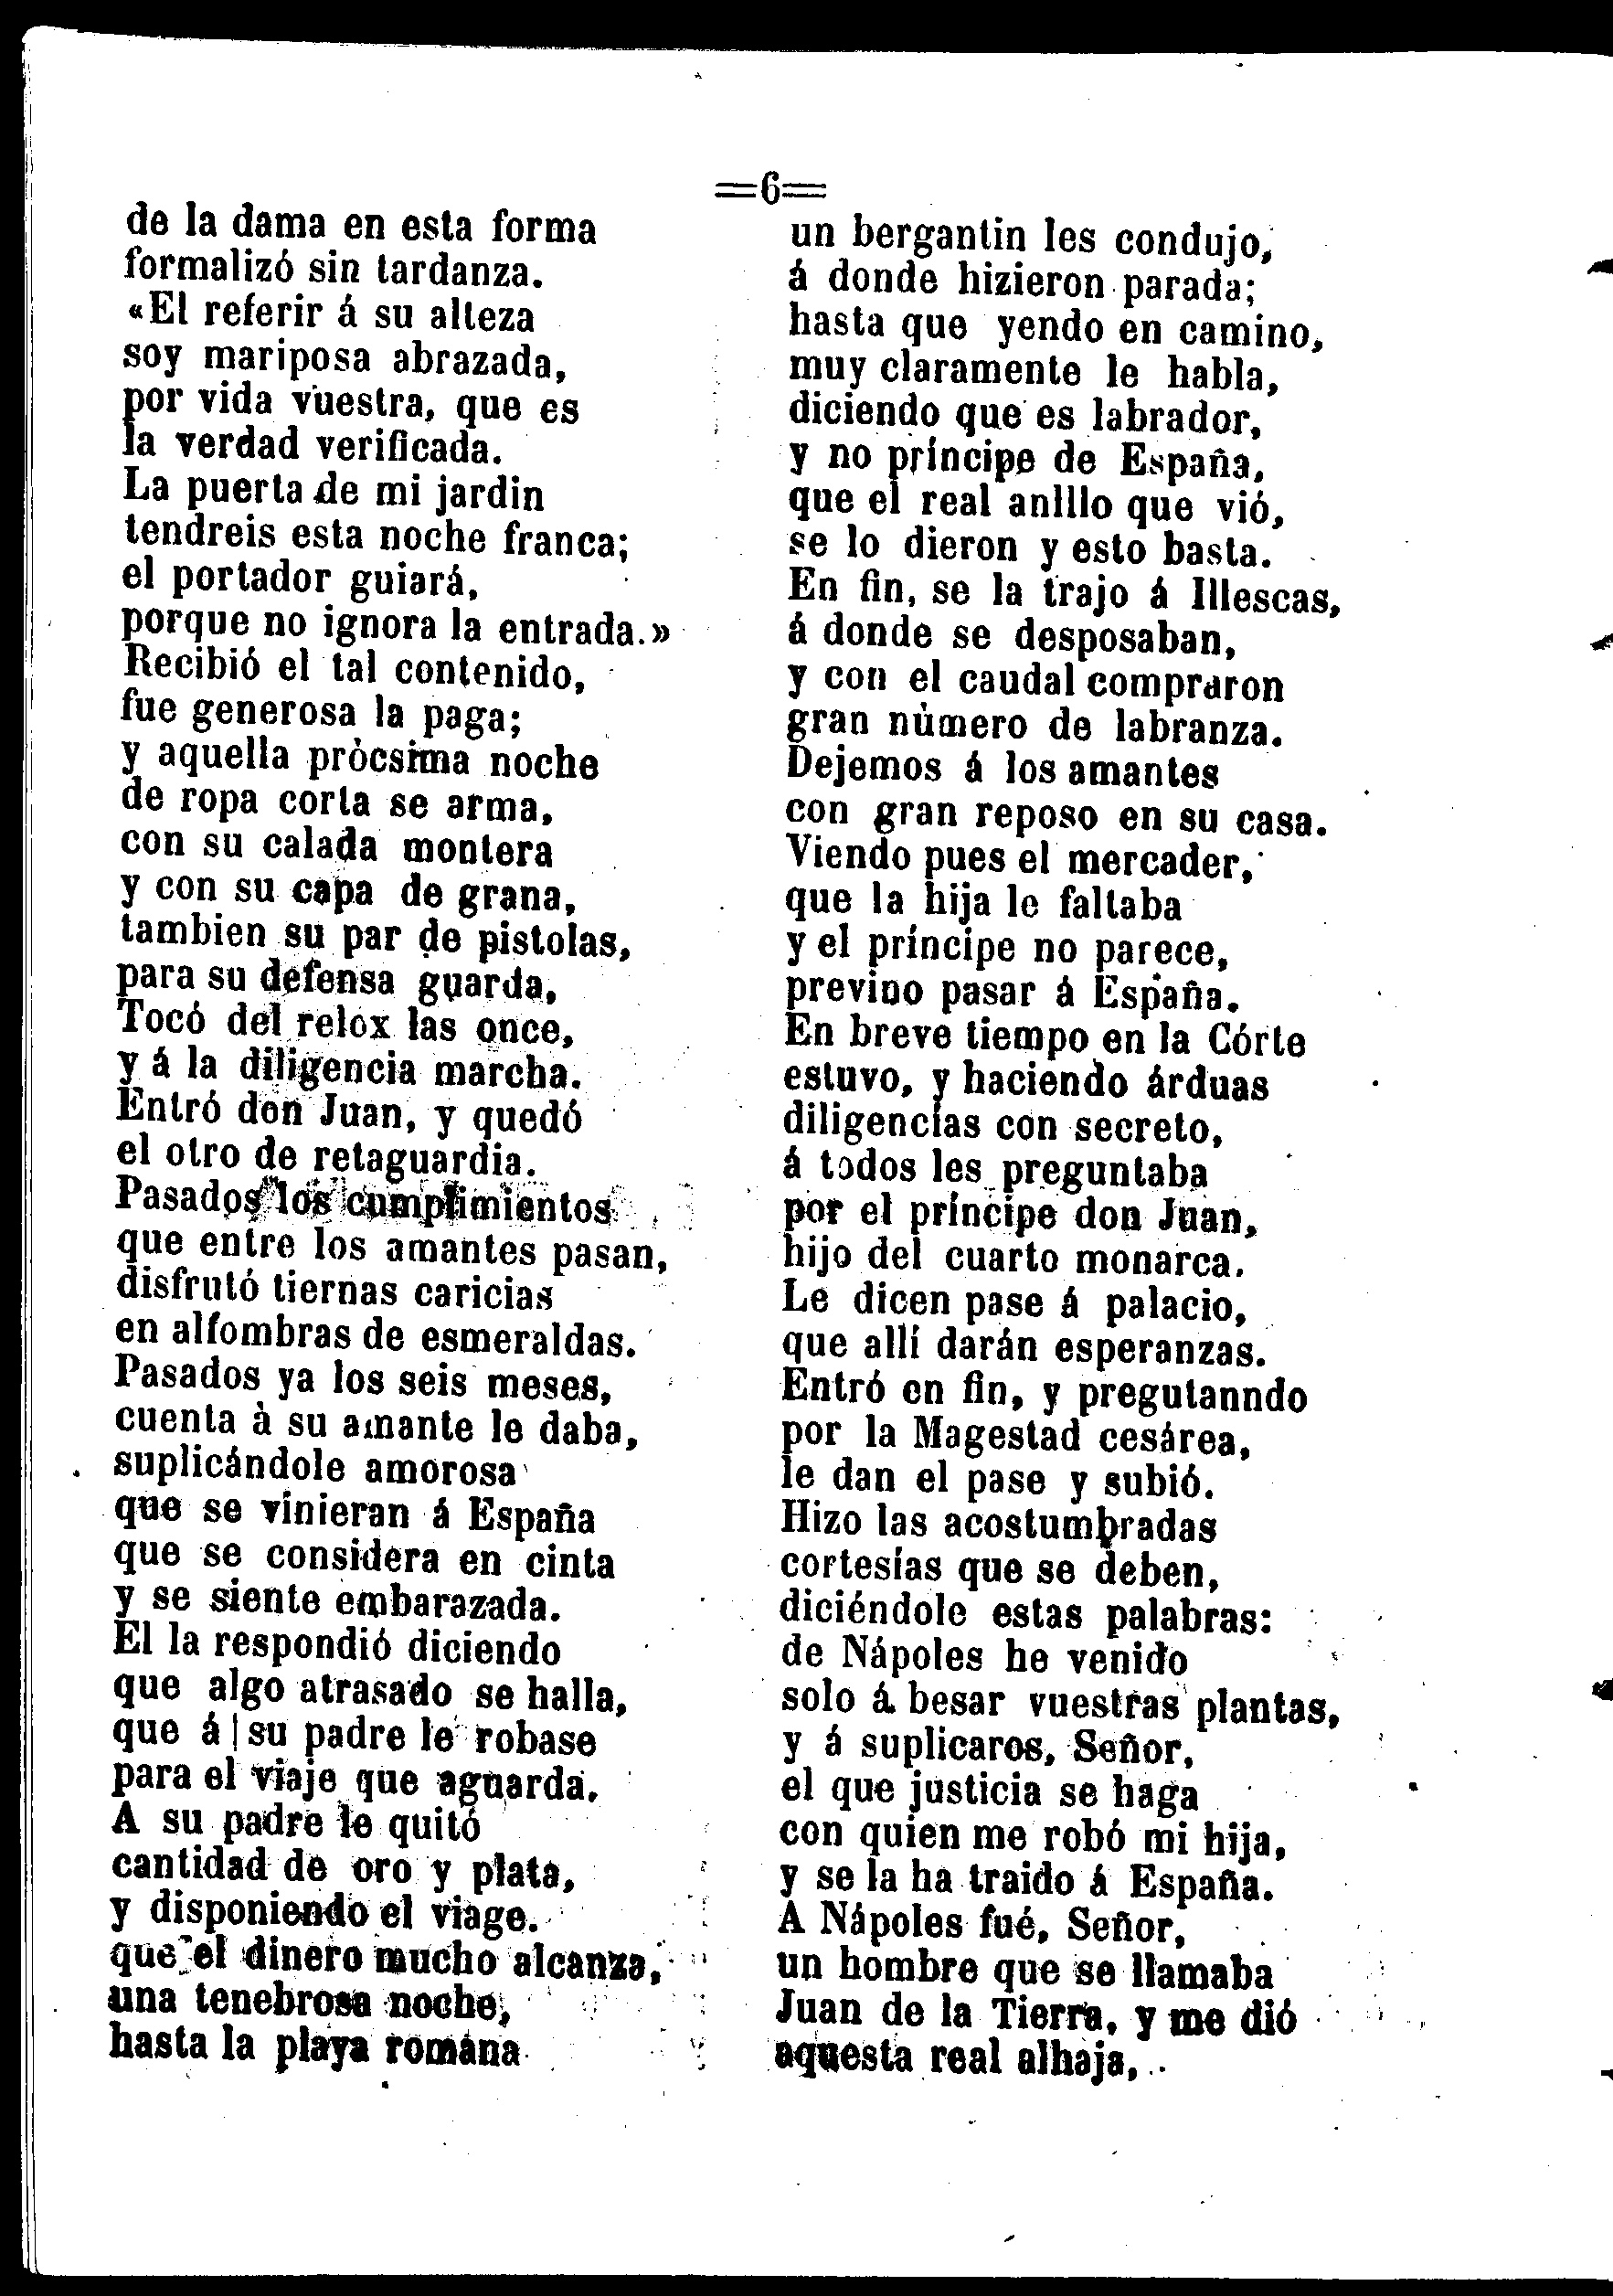 =6=
de la dama en esta forma
formalizó sin tardanza.
«El referir á su alteza
soy mariposa abrazada,
por vida vuestra, que es
la verdad verificada.
La puerta de mi jardin
tendreis esta noche franca;
el portador guiará,
porque no ignora la entrada.»
Recibió el tal contenido,
fue generosa la paga;
y aquella pròcsima noche
de ropa corta se arma,
con su calada montera
y con su capa de grana,
tambien su par de pistolas,
para su defensa guarda,
Tocó del relox las once,
y á la diligencia marcha.
Entró don Juan, y quedó
el otro de retaguardia.
Pasados los cumplimientos
que entre los amantes pasan,
disfrutó tiernas caricias
en alfombras de esmeraldas.
Pasados ya los seis meses,
cuenta à su amante le daba,
suplicándole amorosa
que se vinieran á España
que se considera en cinta
y se siente embarazada.
El la respondió diciendo
que algo atrasado se halla,
que á su padre le robase
para el viaje que aguarda.
A su padre le quitó
cantidad de oro y plata,
y disponiendo el viage.
que el dinero mucho alcanza,
una tenebrosa noche,
hasta la playa romana
un bergantin les condujo,
á donde hizieron parada;
hasta que yendo en camino,
muy claramente le habla,
diciendo que es labrador,
y no príncipe de España,
que el real anlllo que vió,
se lo dieron y esto basta.
En fin, se la trajo á Illescas,
á donde se desposaban,
y con el caudal compraron
gran nùmero de labranza.
Dejemos á los amantes
con gran reposo en su casa.
Viendo pues el mercader,
que la hija le faltaba
y el príncipe no parece,
previno pasar á España.
En breve tiempo en la Córte
estuvo, y haciendo árduas
diligencias con secreto,
á todos les preguntaba
por el príncipe don Juan,
hijo del cuarto monarca.
Le dicen pase á palacio,
que allí darán esperanzas.
Entró en fin, y pregutanndo
por la Magestad cesárea,
le dan el pase y subió.
Hizo las acostumbradas
cortesías que se deben,
diciéndole estas palabras:
de Nápoles he venido
solo á besar vuestras plantas,
y á suplicaros, Señor,
el que justicia se haga
con quien me robó mi hija,
y se la ha traido á España.
A Nápoles fué, Señor,
un hombre que se llamaba
Juan de la Tierra, y me dió
aquesta real alhaja,